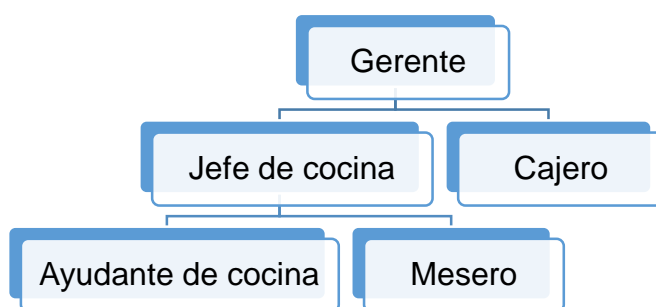 Gerente
Jefe de cocina
Cajero
Ayudante de cocina
Mesero